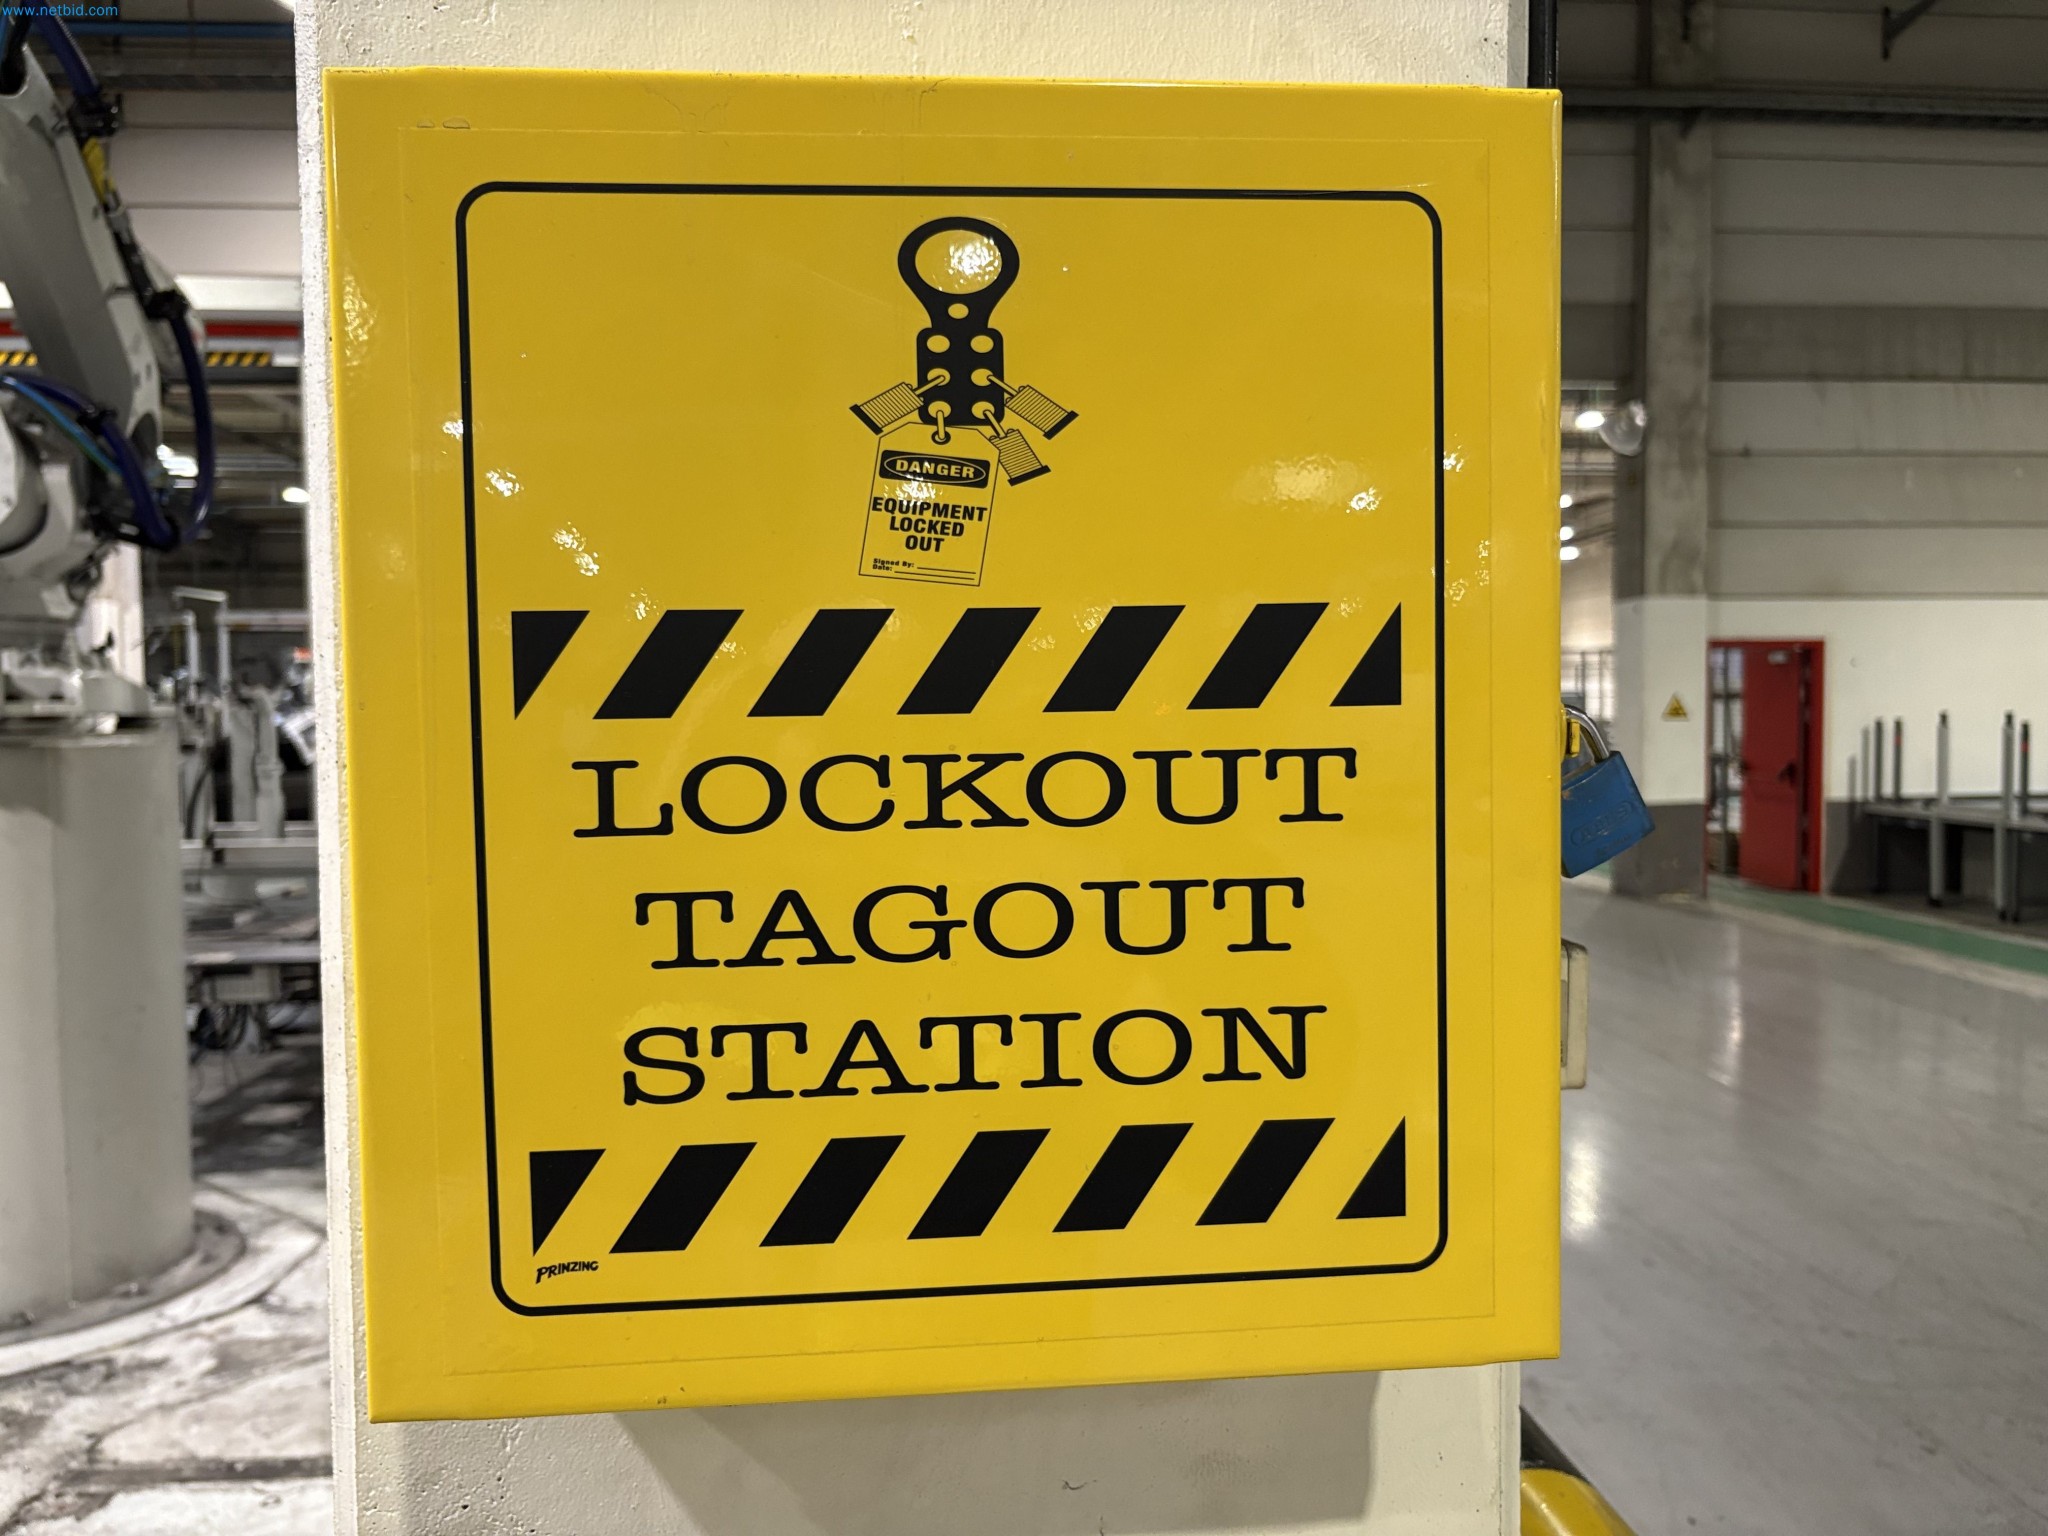 www.netbid.com
DANGER
EQUIPMENT
LOCKED
OUT
Signed By:
Date:
LOCKOUT
TAGOUT
STATION
PRINZING